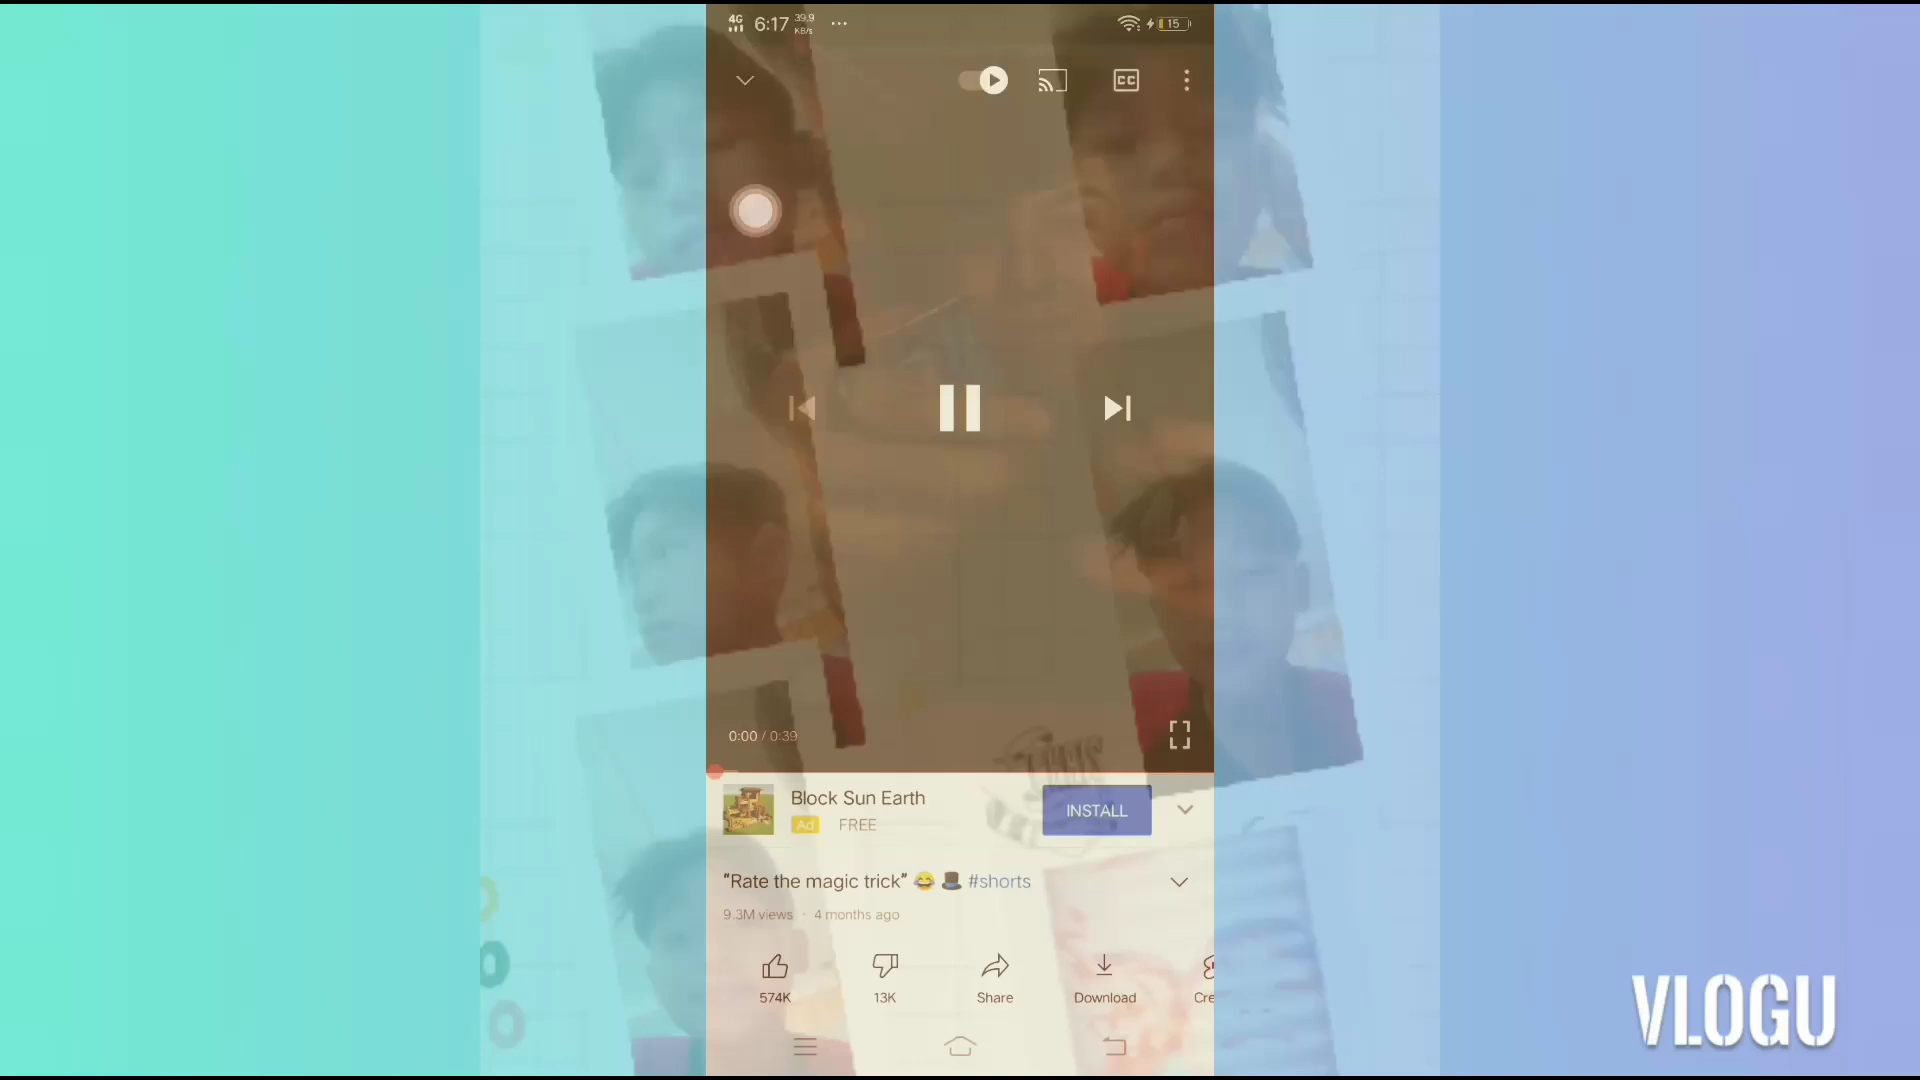 4G 6:17 39.9 KB/s ... 15
CC
0:00 / 0:39
Block Sun Earth
Ad FREE
INSTALL
"Rate the magic trick" 😂 🎩 #shorts
9.3M views · 4 months ago
574K 13K Share Download Cre
VLOGU